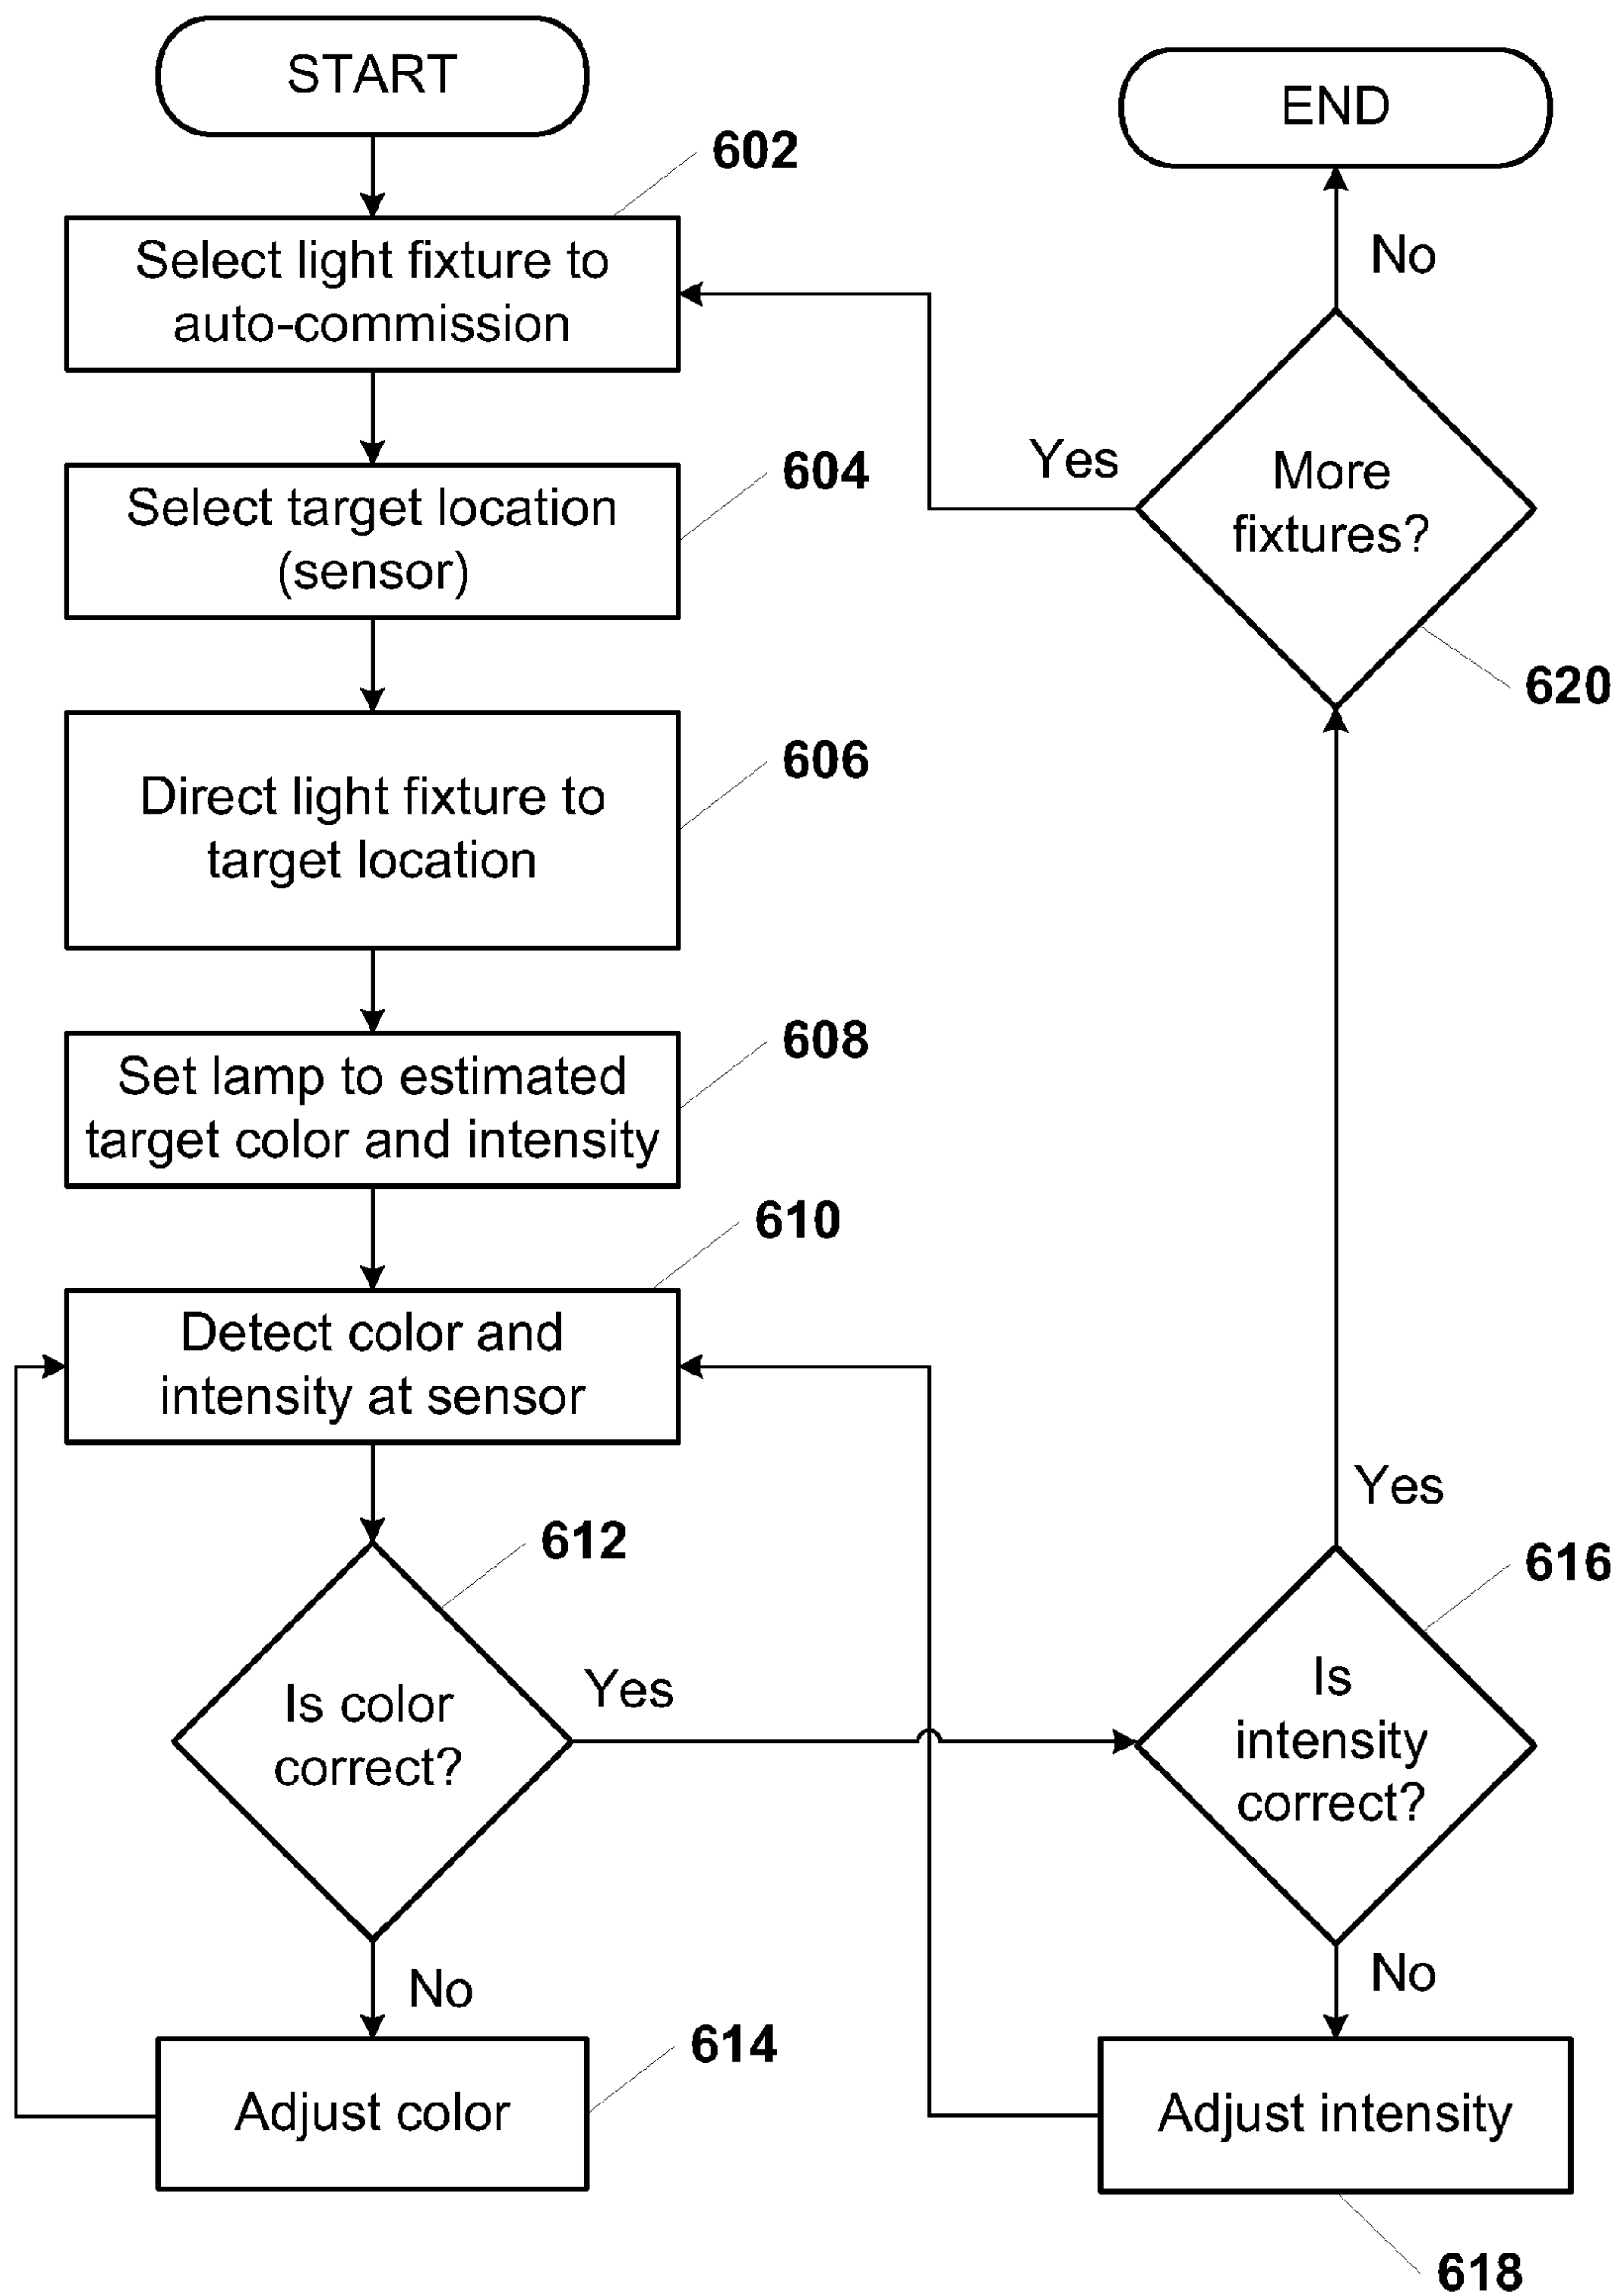 START
602
Select light fixture to
auto-commission
604
Select target location
(sensor)
606
Direct light fixture to
target location
608
Set lamp to estimated
target color and intensity
610
Detect color and
intensity at sensor
612
Is color
correct?
Yes
No
614
Adjust color
616
Is
intensity
correct?
Yes
No
Adjust intensity
618
More
fixtures?
620
Yes
No
END